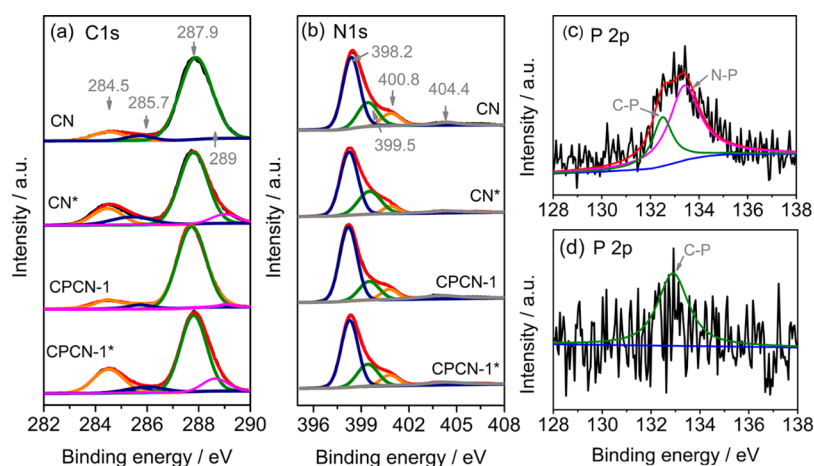 (a) C1s
287.9
284.5
285.7
CN
289
CN*
CPCN-1
CPCN-1*
282 284 286 288 290
Binding energy / eV
Intensity / a.u.
(b) N1s
398.2
400.8
404.4
CN
399.5
CN*
CPCN-1
CPCN-1*
396 399 402 405 408
Binding energy / eV
Intensity / a.u.
(c) P 2p
N-P
C-P
128 130 132 134 136 138
Intensity / a.u.
(d) P 2p
C-P
128 130 132 134 136 138
Binding energy / eV
Intensity / a.u.